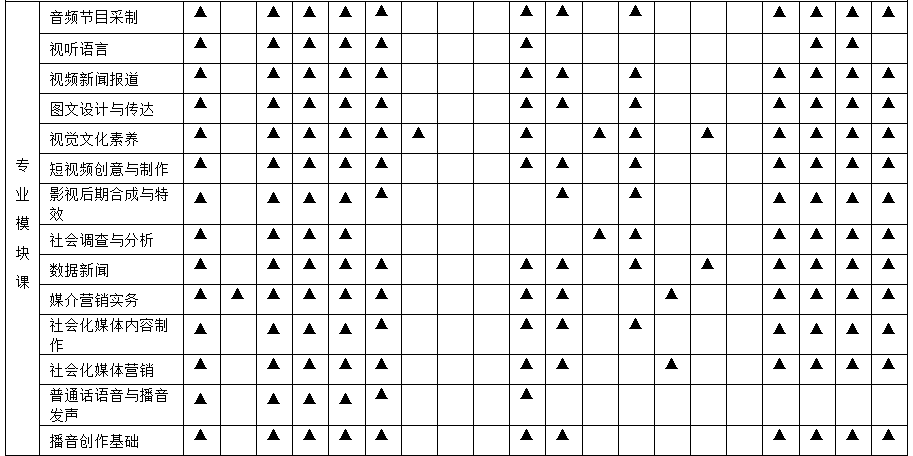 专业模块课
音频节目采制
视听语言
视频新闻报道
图文设计与传达
视觉文化素养
短视频创意与制作
影视后期合成与特
效
社会调查与分析
数据新闻
媒介营销实务
社会化媒体内容制
作
社会化媒体营销
普通话语音与播音
发声
播音创作基础